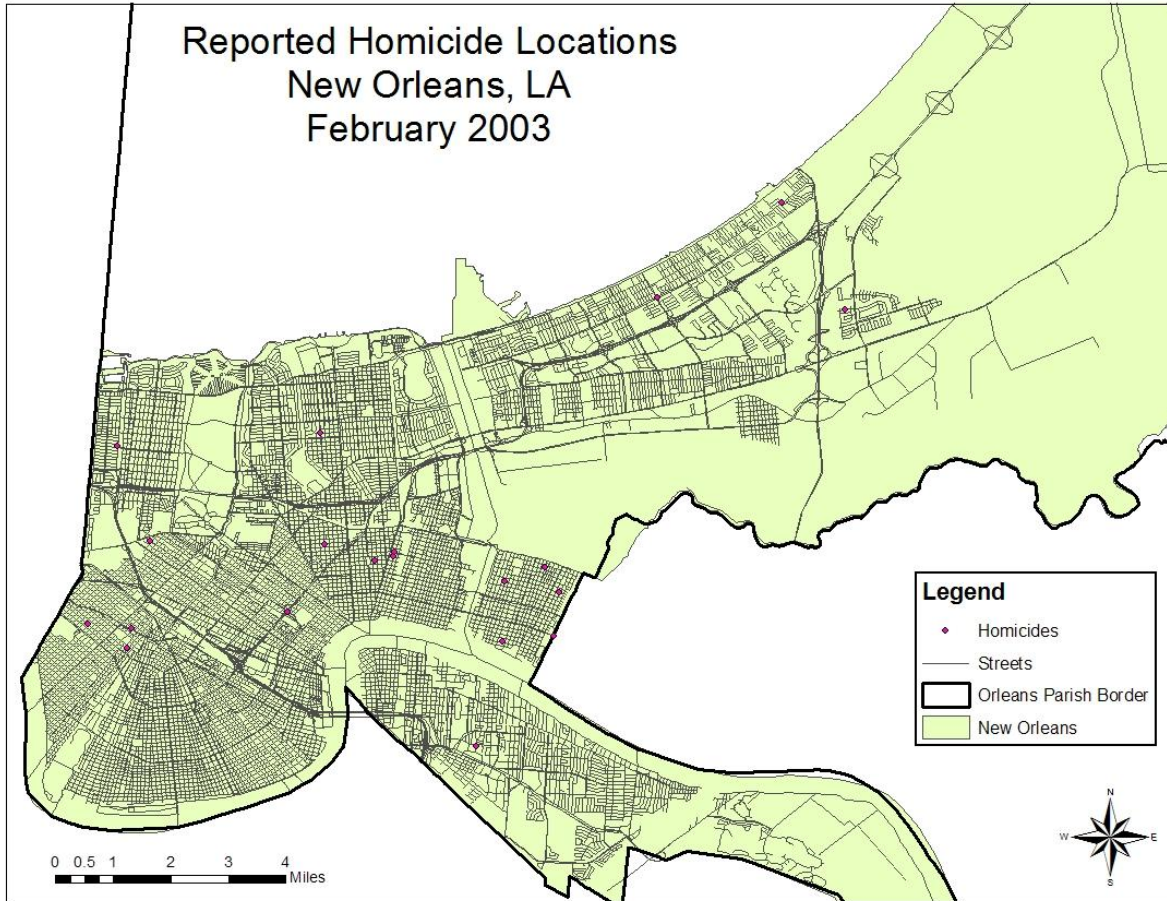 Reported Homicide Locations
New Orleans, LA
February 2003
Legend
Homicides
Streets
Orleans Parish Border
New Orleans
0 0.5 1 2 3 4
Miles
N
W E
S